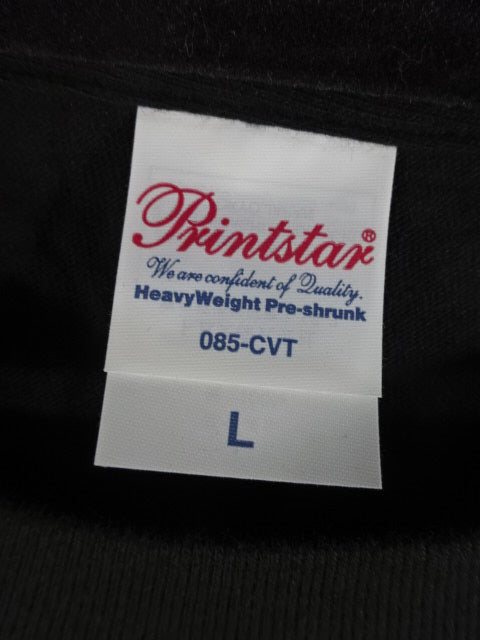 Printstar®
We are confident of Quality.
HeavyWeight Pre-shrunk
085-CVT
L